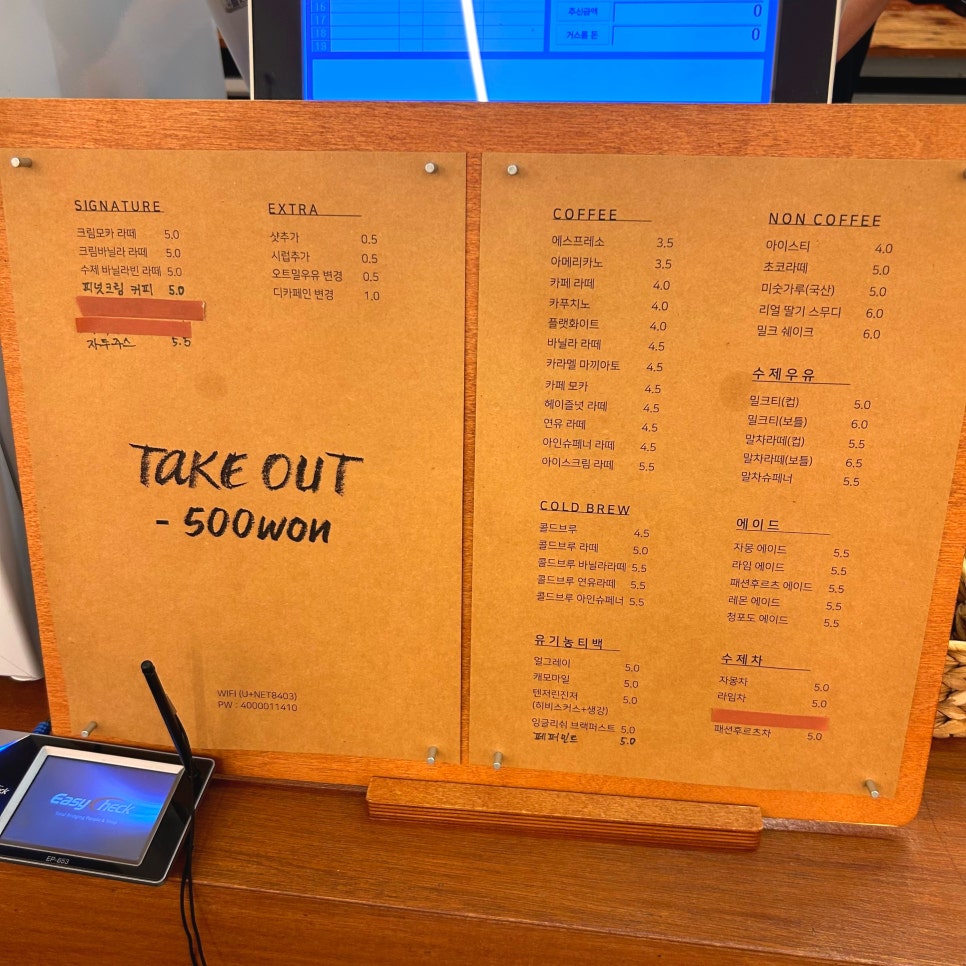 16
17
18
주신금액 0
거스름 돈 0
SIGNATURE
크림모카 라떼 5.0
크림바닐라 라떼 5.0
수제 바닐라빈 라떼 5.0
피넛크림 커피 5.0
자두주스 5.5
EXTRA
샷추가 0.5
시럽추가 0.5
오트밀우유 변경 0.5
디카페인 변경 1.0
TAKE OUT
- 500won
WIFI (U+NET8403)
PW : 4000011410
COFFEE
에스프레소 3.5
아메리카노 3.5
카페 라떼 4.0
카푸치노 4.0
플랫화이트 4.0
바닐라 라떼 4.5
카라멜 마끼아토 4.5
카페 모카 4.5
헤이즐넛 라떼 4.5
연유 라떼 4.5
아인슈페너 라떼 4.5
아이스크림 라떼 5.5
COLD BREW
콜드브루 4.5
콜드브루 라떼 5.0
콜드브루 바닐라라떼 5.5
콜드브루 연유라떼 5.5
콜드브루 아인슈페너 5.5
유기농티백
얼그레이 5.0
캐모마일 5.0
텐저린진저 5.0
(히비스커스+생강)
잉글리쉬 브랙퍼스트 5.0
페퍼민트 5.0
NON COFFEE
아이스티 4.0
초코라떼 5.0
미숫가루(국산) 5.0
리얼 딸기 스무디 6.0
밀크 쉐이크 6.0
수제우유
밀크티(컵) 5.0
밀크티(보틀) 6.0
말차라떼(컵) 5.5
말차라떼(보틀) 6.5
말차슈페너 5.5
에이드
자몽 에이드 5.5
라임 에이드 5.5
패션후르츠 에이드 5.5
레몬 에이드 5.5
청포도 에이드 5.5
수제차
자몽차 5.0
라임차 5.0
패션후르츠차 5.0
EasyCheck
EP-653